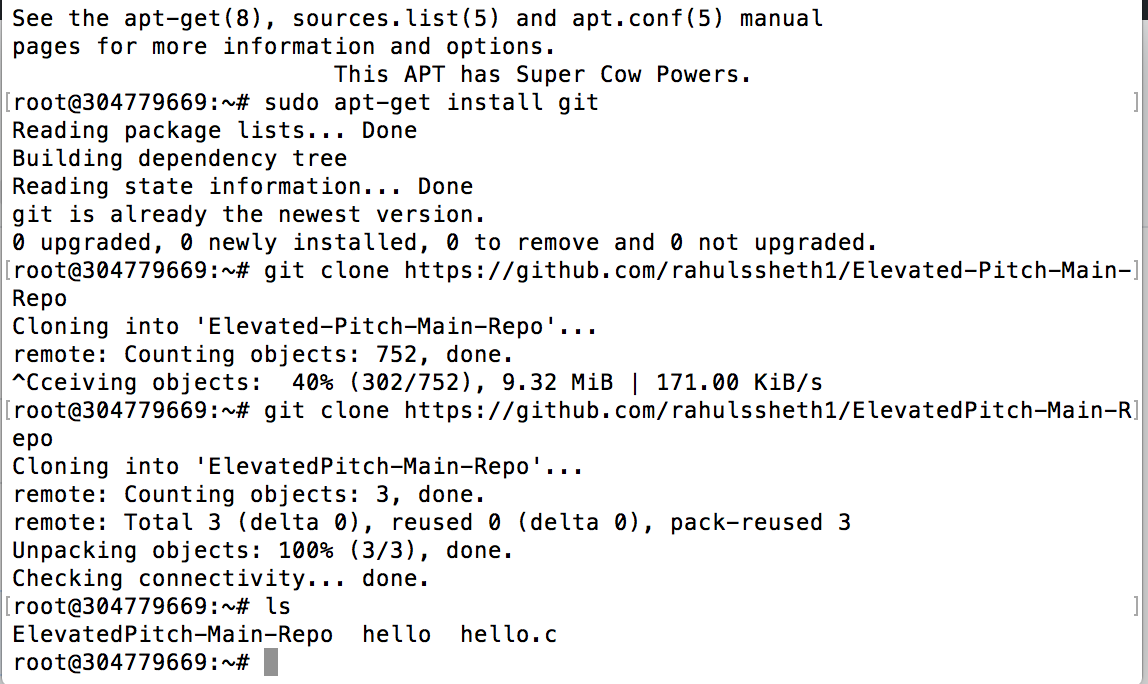 See the apt-get(8), sources.list(5) and apt.conf(5) manual
pages for more information and options.
                       This APT has Super Cow Powers.
[root@304779669:~# sudo apt-get install git ]
Reading package lists... Done
Building dependency tree
Reading state information... Done
git is already the newest version.
0 upgraded, 0 newly installed, 0 to remove and 0 not upgraded.
[root@304779669:~# git clone https://github.com/rahulssheth1/Elevated-Pitch-Main-]
Repo
Cloning into 'Elevated-Pitch-Main-Repo'...
remote: Counting objects: 752, done.
^Cceiving objects:  40% (302/752), 9.32 MiB | 171.00 KiB/s
[root@304779669:~# git clone https://github.com/rahulssheth1/ElevatedPitch-Main-R]
epo
Cloning into 'ElevatedPitch-Main-Repo'...
remote: Counting objects: 3, done.
remote: Total 3 (delta 0), reused 0 (delta 0), pack-reused 3
Unpacking objects: 100% (3/3), done.
Checking connectivity... done.
[root@304779669:~# ls ]
ElevatedPitch-Main-Repo  hello  hello.c
root@304779669:~#